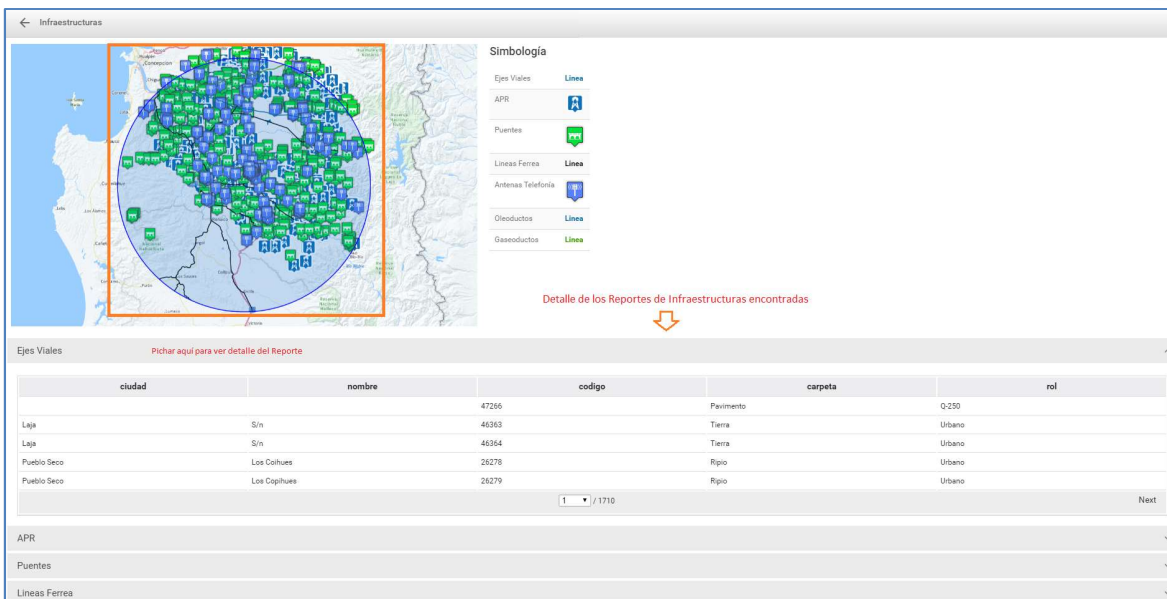 Infraestructuras
Concepcion
Simbología
Ejes Viales Linea
APR
Puentes
Lineas Ferrea Linea
Antenas Telefonía
Oleoductos Linea
Gaseoductos Linea
Detalle de los Reportes de Infraestructuras encontradas
Ejes Viales
Pichar aquí para ver detalle del Reporte
ciudad nombre codigo carpeta rol
47266 Pavimento Q-250
Laja S/n 46363 Tierra Urbano
Laja S/n 46364 Tierra Urbano
Pueblo Seco Los Coihues 26278 Ripio Urbano
Pueblo Seco Los Copihues 26279 Ripio Urbano
1 / 1710
Next
APR
Puentes
Lineas Ferrea